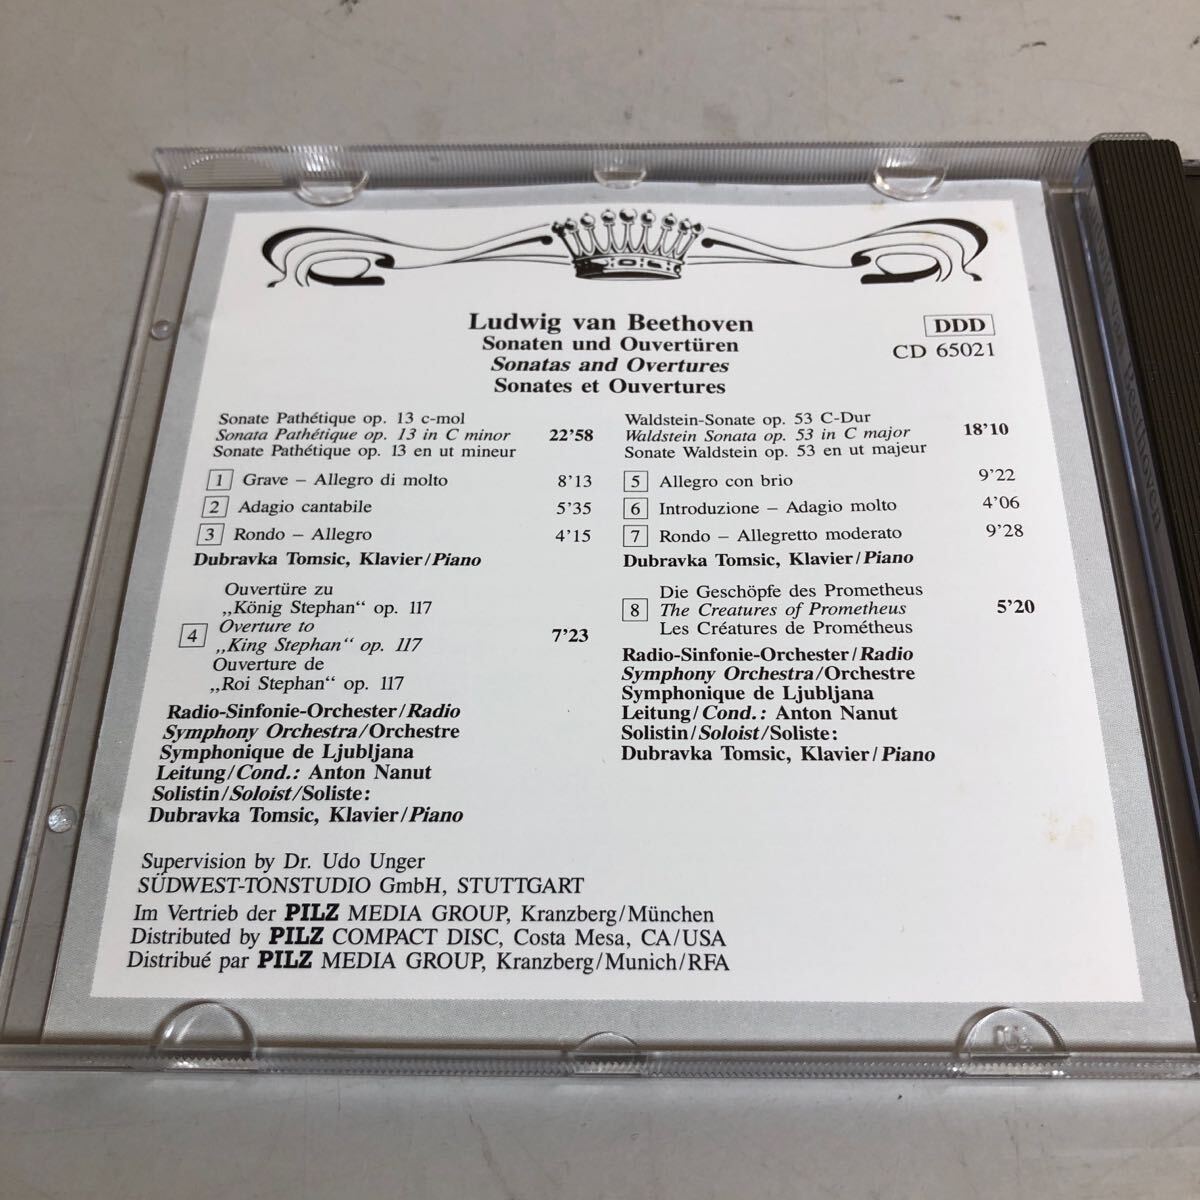 Ludwig van Beethoven
Sonaten und Ouvertüren
Sonatas and Overtures
Sonates et Ouvertures
DDD
CD 65021
Sonate Pathétique op. 13 c-mol
Sonata Pathétique op. 13 in C minor 22’58
Sonate Pathétique op. 13 en ut mineur
1 Grave – Allegro di molto 8’13
2 Adagio cantabile 5’35
3 Rondo – Allegro 4’15
Dubravka Tomsic, Klavier/Piano
Ouvertüre zu
„König Stephan“ op. 117
4 Overture to
„King Stephan“ op. 117 7’23
Ouverture de
„Roi Stephan“ op. 117
Radio-Sinfonie-Orchester/Radio
Symphony Orchestra/Orchestre
Symphonique de Ljubljana
Leitung/Cond.: Anton Nanut
Solistin/Soloist/Soliste:
Dubravka Tomsic, Klavier/Piano
Waldstein-Sonate op. 53 C-Dur
Waldstein Sonata op. 53 in C major 18’10
Sonate Waldstein op. 53 en ut majeur
5 Allegro con brio 9’22
6 Introduzione – Adagio molto 4’06
7 Rondo – Allegretto moderato 9’28
Dubravka Tomsic, Klavier/Piano
Die Geschöpfe des Prometheus
8 The Creatures of Prometheus 5’20
Les Créatures de Prométheus
Radio-Sinfonie-Orchester/Radio
Symphony Orchestra/Orchestre
Symphonique de Ljubljana
Leitung/Cond.: Anton Nanut
Solistin/Soloist/Soliste:
Dubravka Tomsic, Klavier/Piano
Supervision by Dr. Udo Unger
SÜDWEST-TONSTUDIO GmbH, STUTTGART
Im Vertrieb der PILZ MEDIA GROUP, Kranzberg/München
Distributed by PILZ COMPACT DISC, Costa Mesa, CA/USA
Distribué par PILZ MEDIA GROUP, Kranzberg/Munich/RFA
van Beethoven